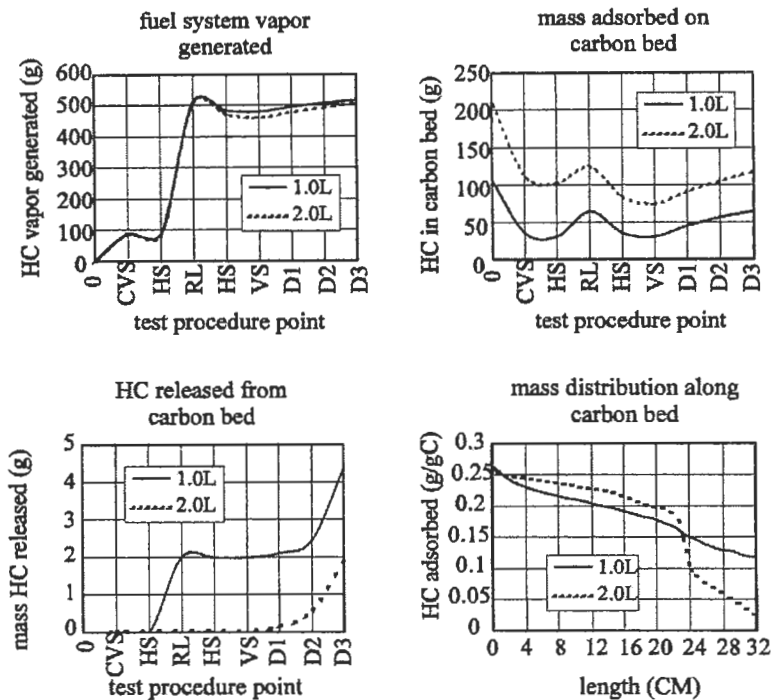 fuel system vapor
generated
HC vapor generated (g)
600
500
400
300
200
100
0
1.0L
2.0L
0 CVS HS RL HS VS D1 D2 D3
test procedure point
mass adsorbed on
carbon bed
HC in carbon bed (g)
250
200
150
100
50
0
1.0L
2.0L
0 CVS HS RL HS VS D1 D2 D3
test procedure point
HC released from
carbon bed
mass HC released (g)
5
4
3
2
1
0
1.0L
2.0L
0 CVS HS RL HS VS D1 D2 D3
test procedure point
mass distribution along
carbon bed
HC adsorbed (g/gC)
0.3
0.25
0.2
0.15
0.1
0.05
0
1.0L
2.0L
0 4 8 12 16 20 24 28 32
length (CM)